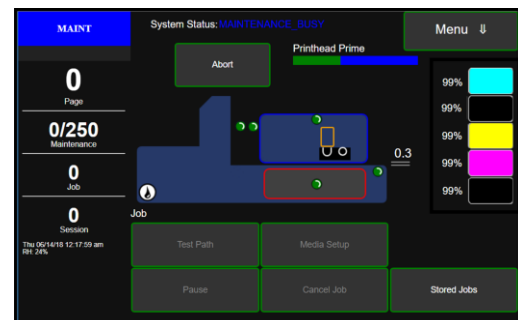 MAINT
System Status: MAINTENANCE_BUSY
Menu ⇓
Abort
Printhead Prime
0
Page
0/250
Maintenance
0
Job
0
Session
Thu 06/14/18 12:17:59 am
RH: 24%
99%
99%
99%
99%
99%
0.3
Job
Test Path
Media Setup
Pause
Cancel Job
Stored Jobs